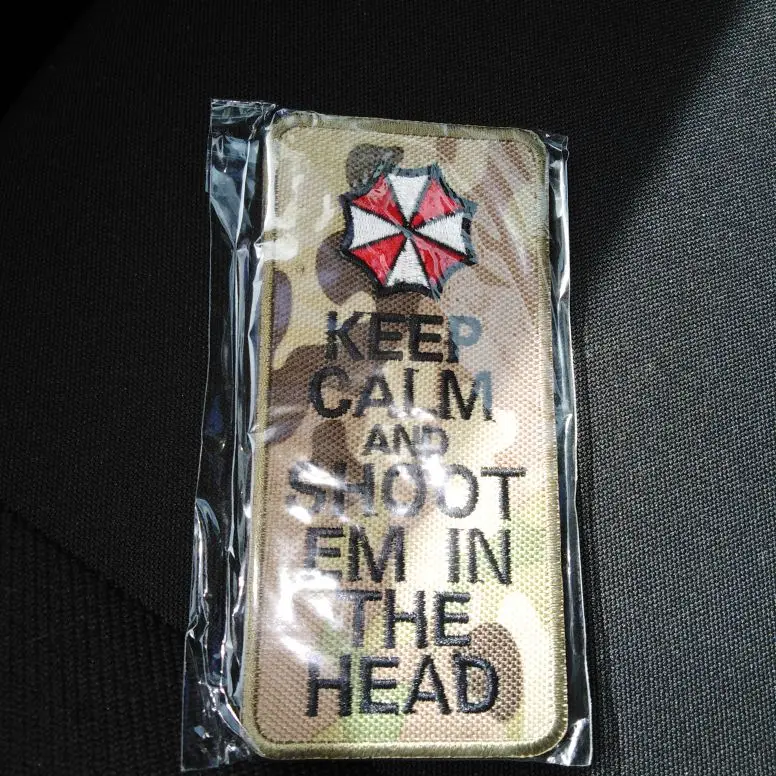 KEEP
CALM
AND
SHOOT
EM IN
THE
HEAD